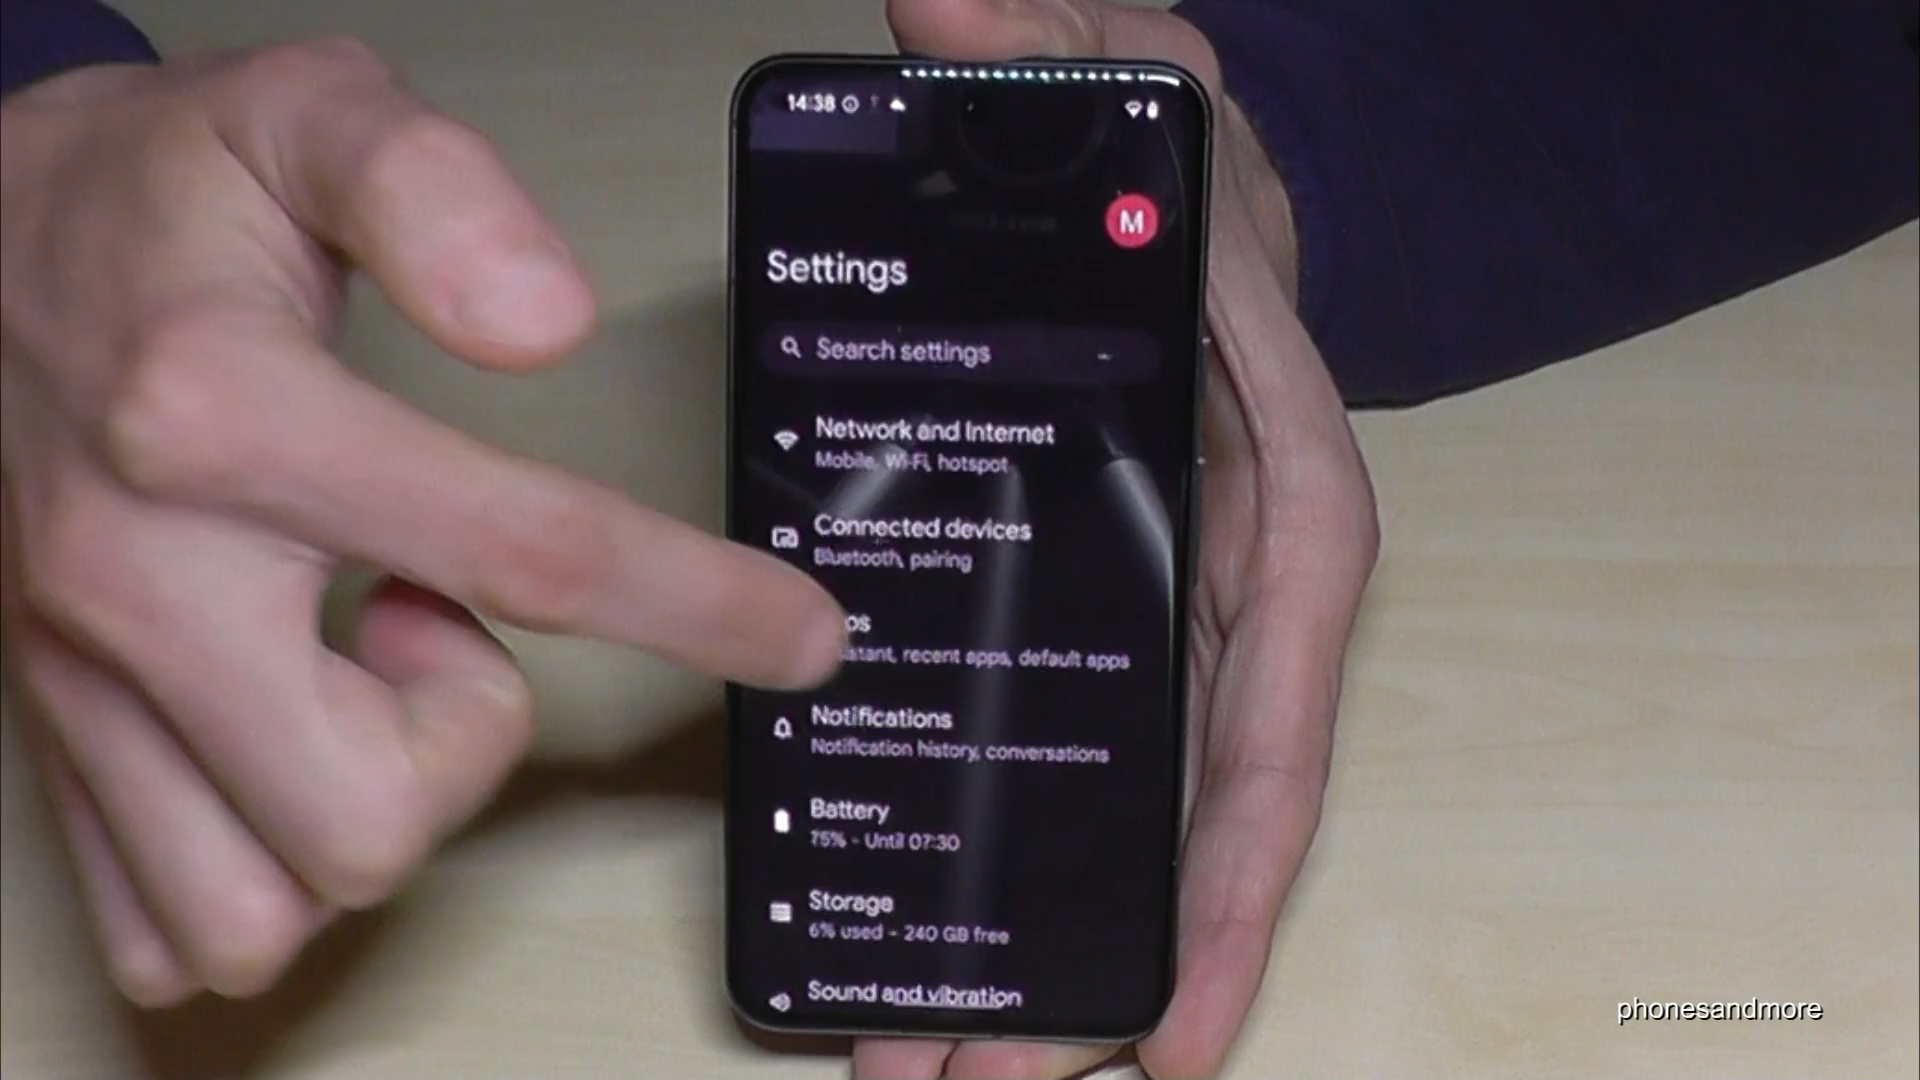 14:38
M
Settings
Search settings
Network and Internet
Mobile, Wi-Fi, hotspot
Connected devices
Bluetooth, pairing
os
stant, recent apps, default apps
Notifications
Notification history, conversations
Battery
75% - Until 07:30
Storage
6% used - 240 GB free
Sound and vibration
phonesandmore